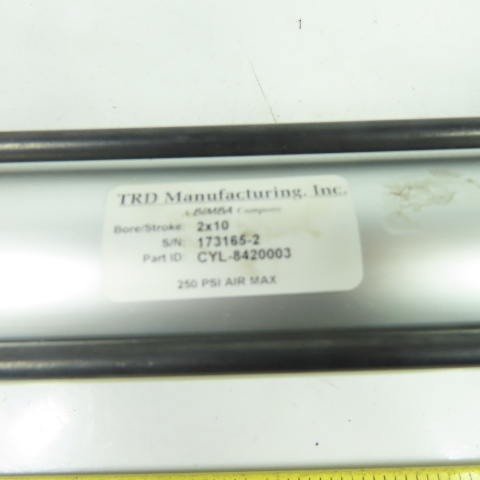 TRD Manufacturing. Inc.
A BIMBA Company
Bore/Stroke: 2x10
S/N: 173165-2
Part ID: CYL-8420003
250 PSI AIR MAX